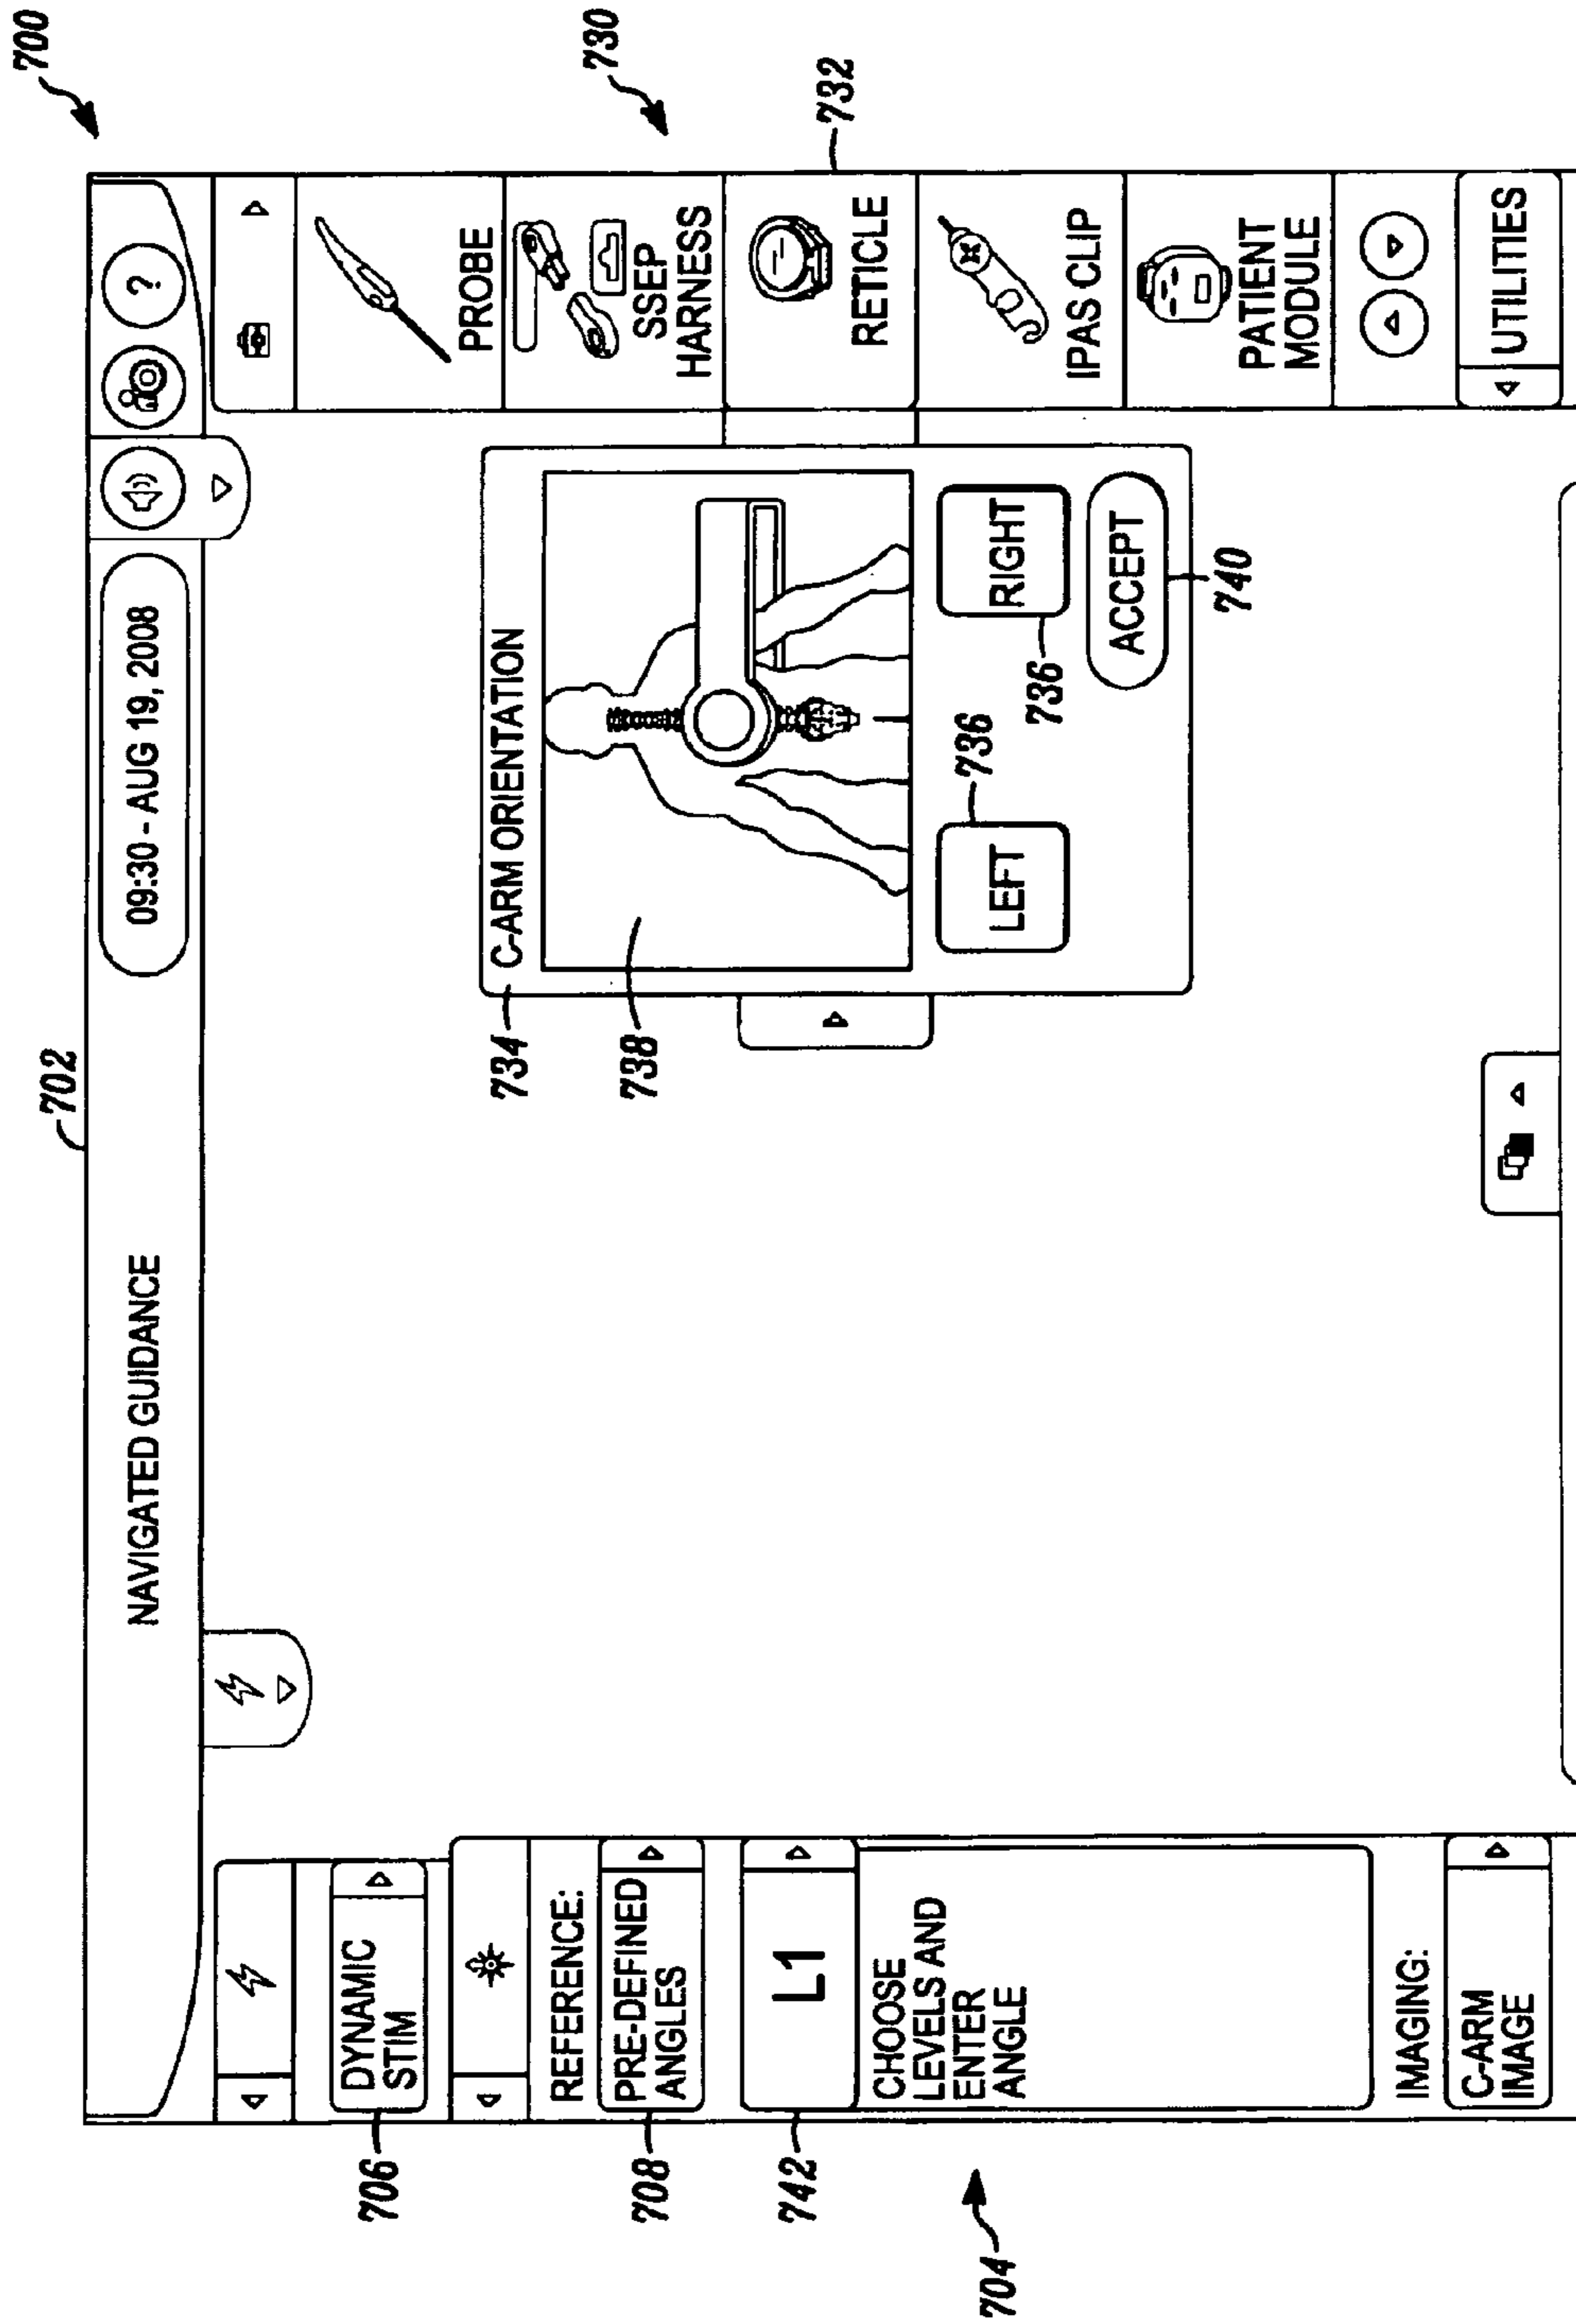 700
702
NAVIGATED GUIDANCE
09:30 - AUG 19, 2008
?
706
DYNAMIC
STIM
REFERENCE:
708
PRE-DEFINED
ANGLES
742
L1
CHOOSE
LEVELS AND
ENTER
ANGLE
704
IMAGING:
C-ARM
IMAGE
734
C-ARM ORIENTATION
738
LEFT
736
RIGHT
736
ACCEPT
740
730
PROBE
SSEP
HARNESS
732
RETICLE
IPAS CLIP
PATIENT
MODULE
UTILITIES